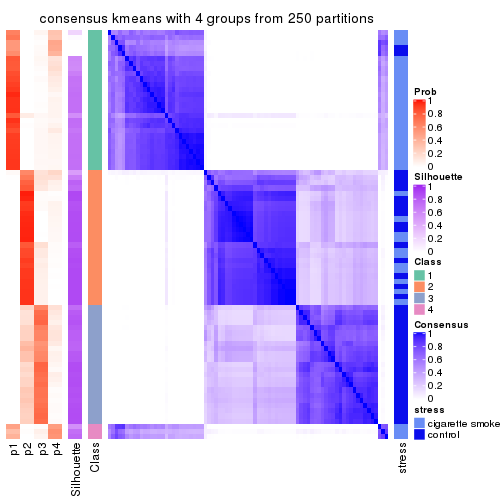 consensus kmeans with 4 groups from 250 partitions
Prob
1
0.8
0.6
0.4
0.2
0
Silhouette
1
0.8
0.6
0.4
0.2
0
Class
1
2
3
4
Consensus
1
0.8
0.6
0.4
0.2
0
stress
cigarette smoke
control
p1
p2
p3
p4
Silhouette
Class
stress